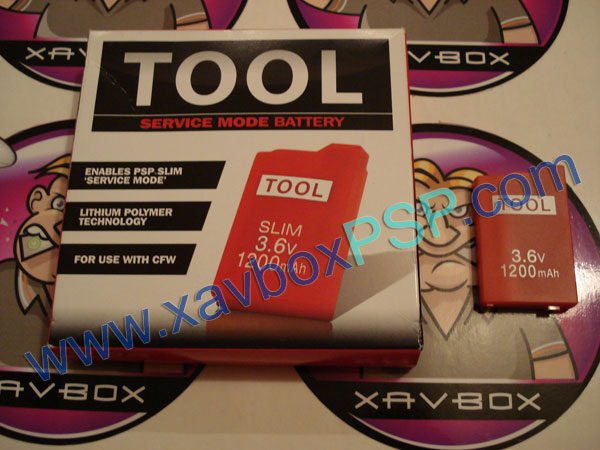 XAVBOX
XAVBOX
TOOL
SERVICE MODE BATTERY
ENABLES PSP.SLIM
'SERVICE MODE'
LITHIUM POLYMER
TECHNOLOGY
FOR USE WITH CFW
TOOL
SLIM
3.6v
1200mAh
TOOL
3.6v
1200mAh
www.xavboxPSP.com
XAVBOX
XAVBOX